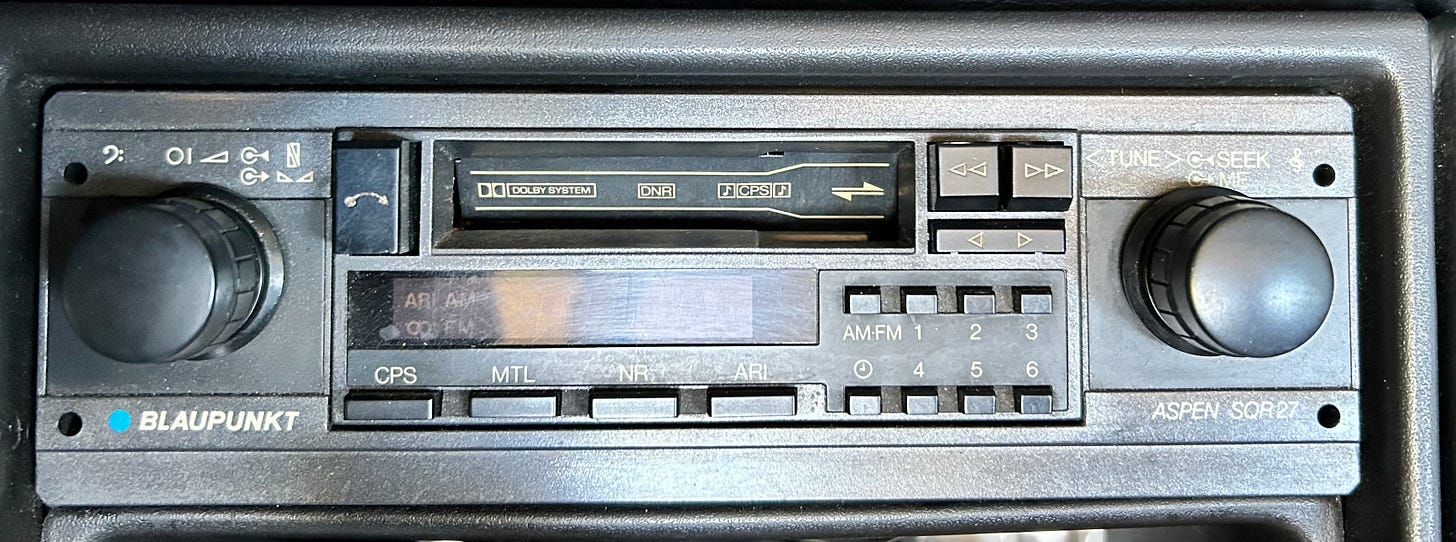 DOLBY SYSTEM DNR CPS
< TUNE > SEEK
ME
ARI AM
FM
AM·FM 1 2 3
CPS MTL NR ARI
4 5 6
BLAUPUNKT
ASPEN SQR 27